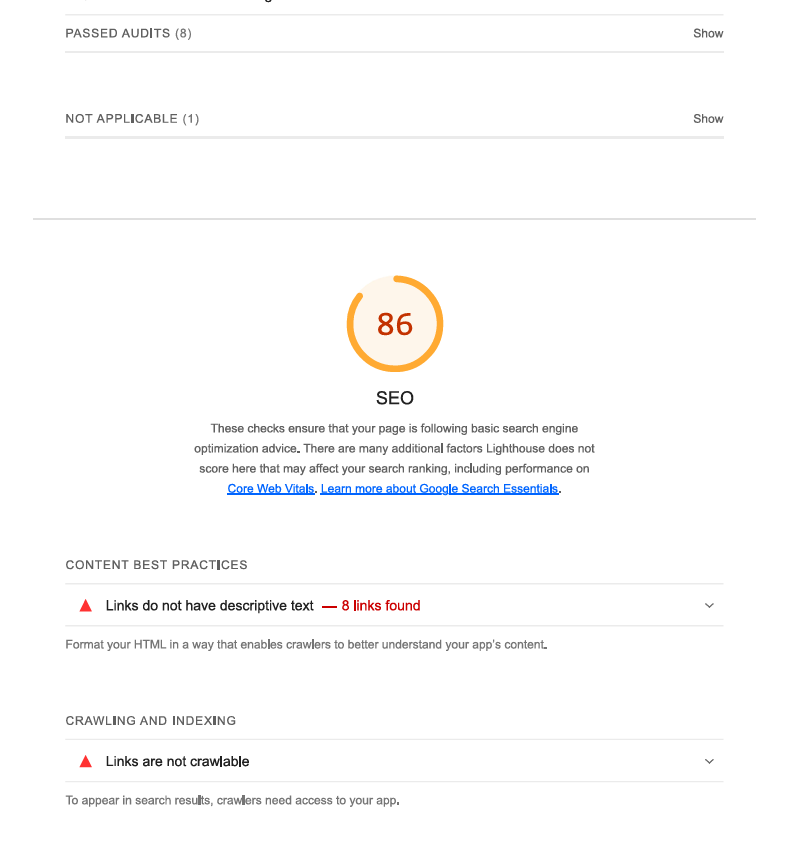 PASSED AUDITS (8) Show
NOT APPLICABLE (1) Show
86
SEO
These checks ensure that your page is following basic search engine
optimization advice. There are many additional factors Lighthouse does not
score here that may affect your search ranking, including performance on
Core Web Vitals. Learn more about Google Search Essentials.
CONTENT BEST PRACTICES
Links do not have descriptive text — 8 links found
Format your HTML in a way that enables crawlers to better understand your app's content.
CRAWLING AND INDEXING
Links are not crawlable
To appear in search results, crawlers need access to your app.